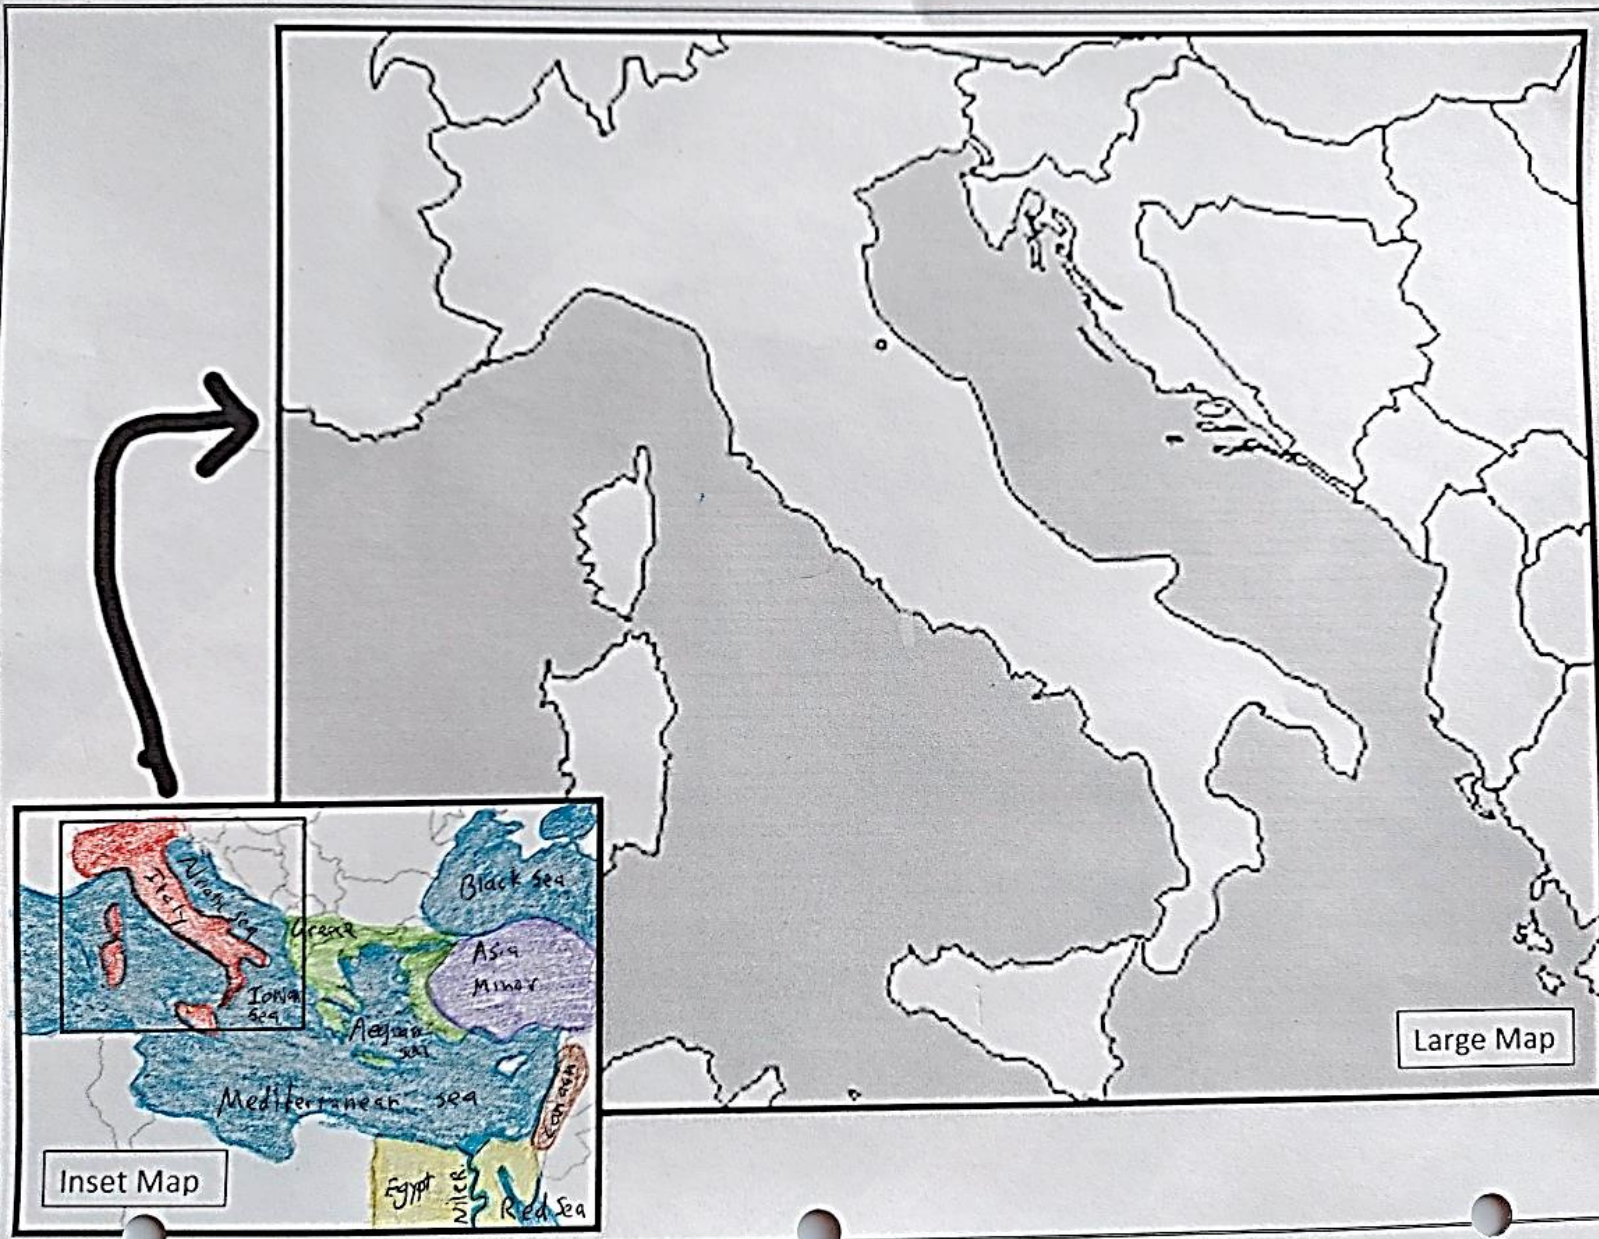 Large Map
Black Sea
Adriatic Sea
Italy
Greece
Asia
Minor
Ionian
Sea
Aegean
sea
Mediterranean sea
Canaan
Egypt
Nile R.
Red Sea
Inset Map